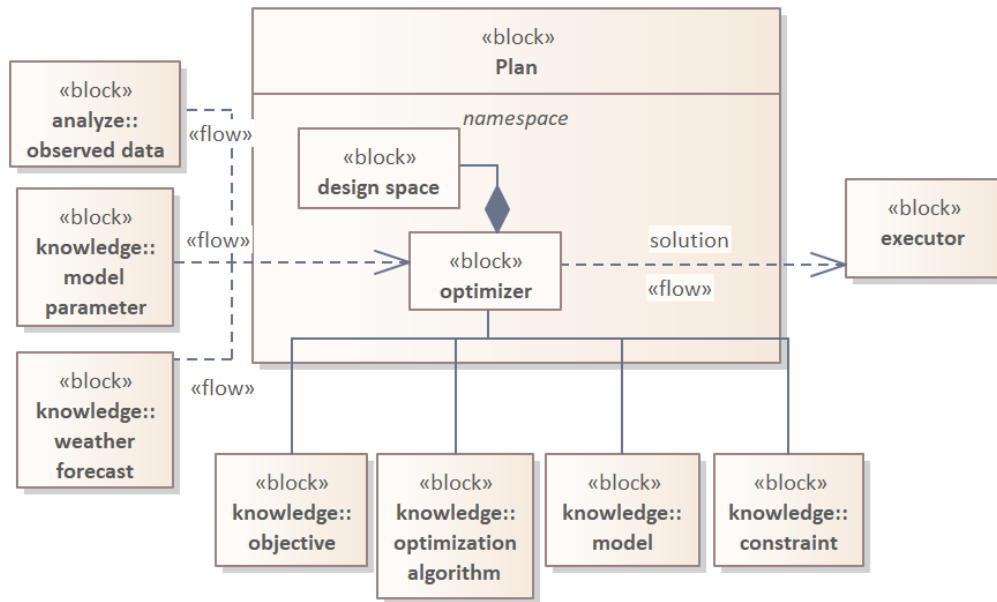 «block»
Plan
namespace
«block»
analyze::
observed data
«flow»
«block»
design space
«block»
knowledge::
model
parameter
«flow»
«block»
optimizer
solution
«flow»
«block»
executor
«block»
knowledge::
weather
forecast
«flow»
«block»
knowledge::
objective
«block»
knowledge::
optimization
algorithm
«block»
knowledge::
model
«block»
knowledge::
constraint